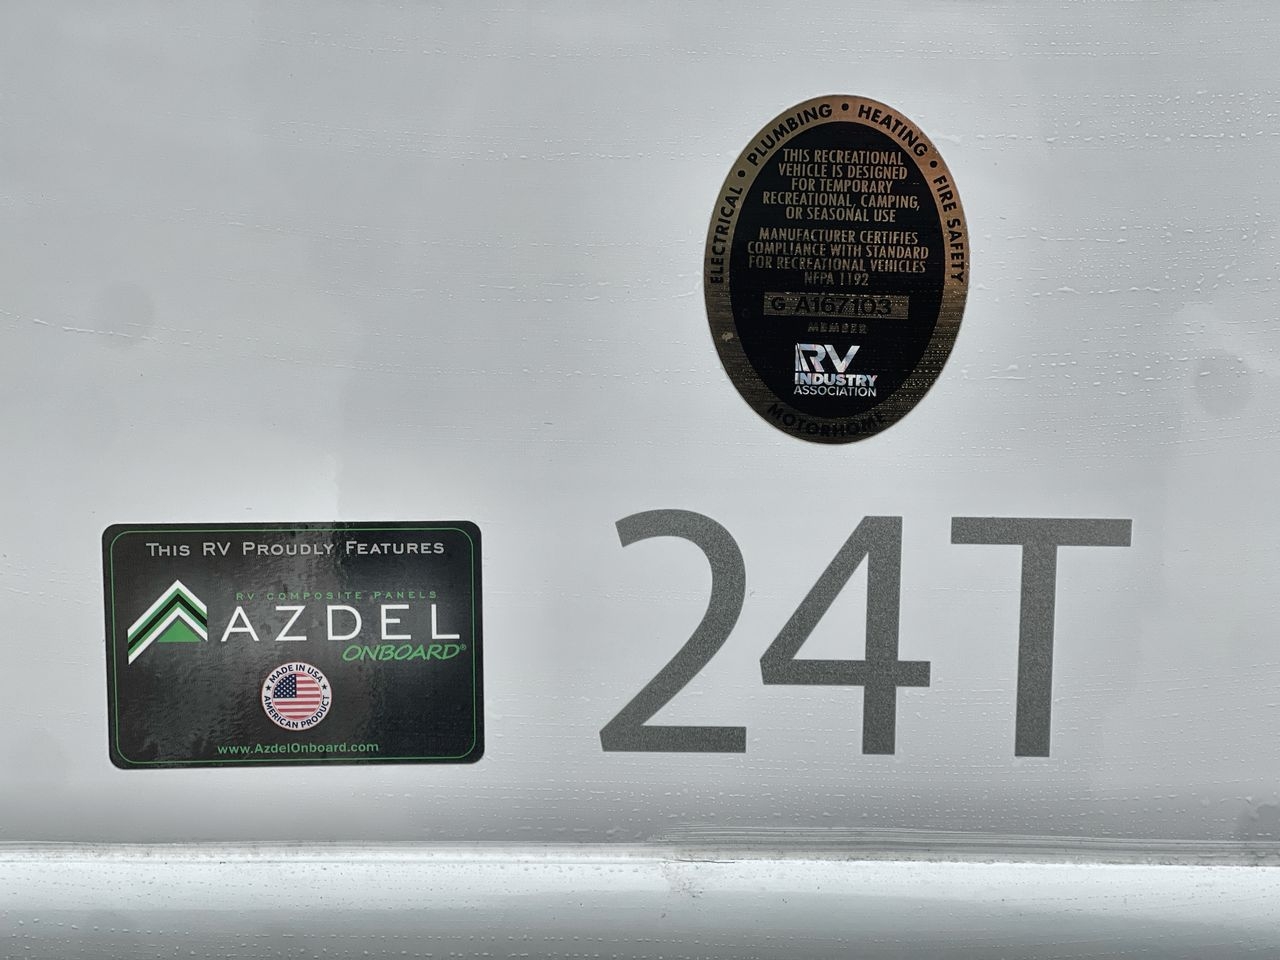 ELECTRICAL • PLUMBING • HEATING • FIRE SAFETY
THIS RECREATIONAL
VEHICLE IS DESIGNED
FOR TEMPORARY
RECREATIONAL, CAMPING,
OR SEASONAL USE
MANUFACTURER CERTIFIES
COMPLIANCE WITH STANDARD
FOR RECREATIONAL VEHICLES
NFPA 1192
G A167103
MEMBER
RV
INDUSTRY
ASSOCIATION
MOTORHOME
THIS RV PROUDLY FEATURES
RV COMPOSITE PANELS
AZDEL
ONBOARD®
MADE IN USA
AMERICAN PRODUCT
www.AzdelOnboard.com
24T